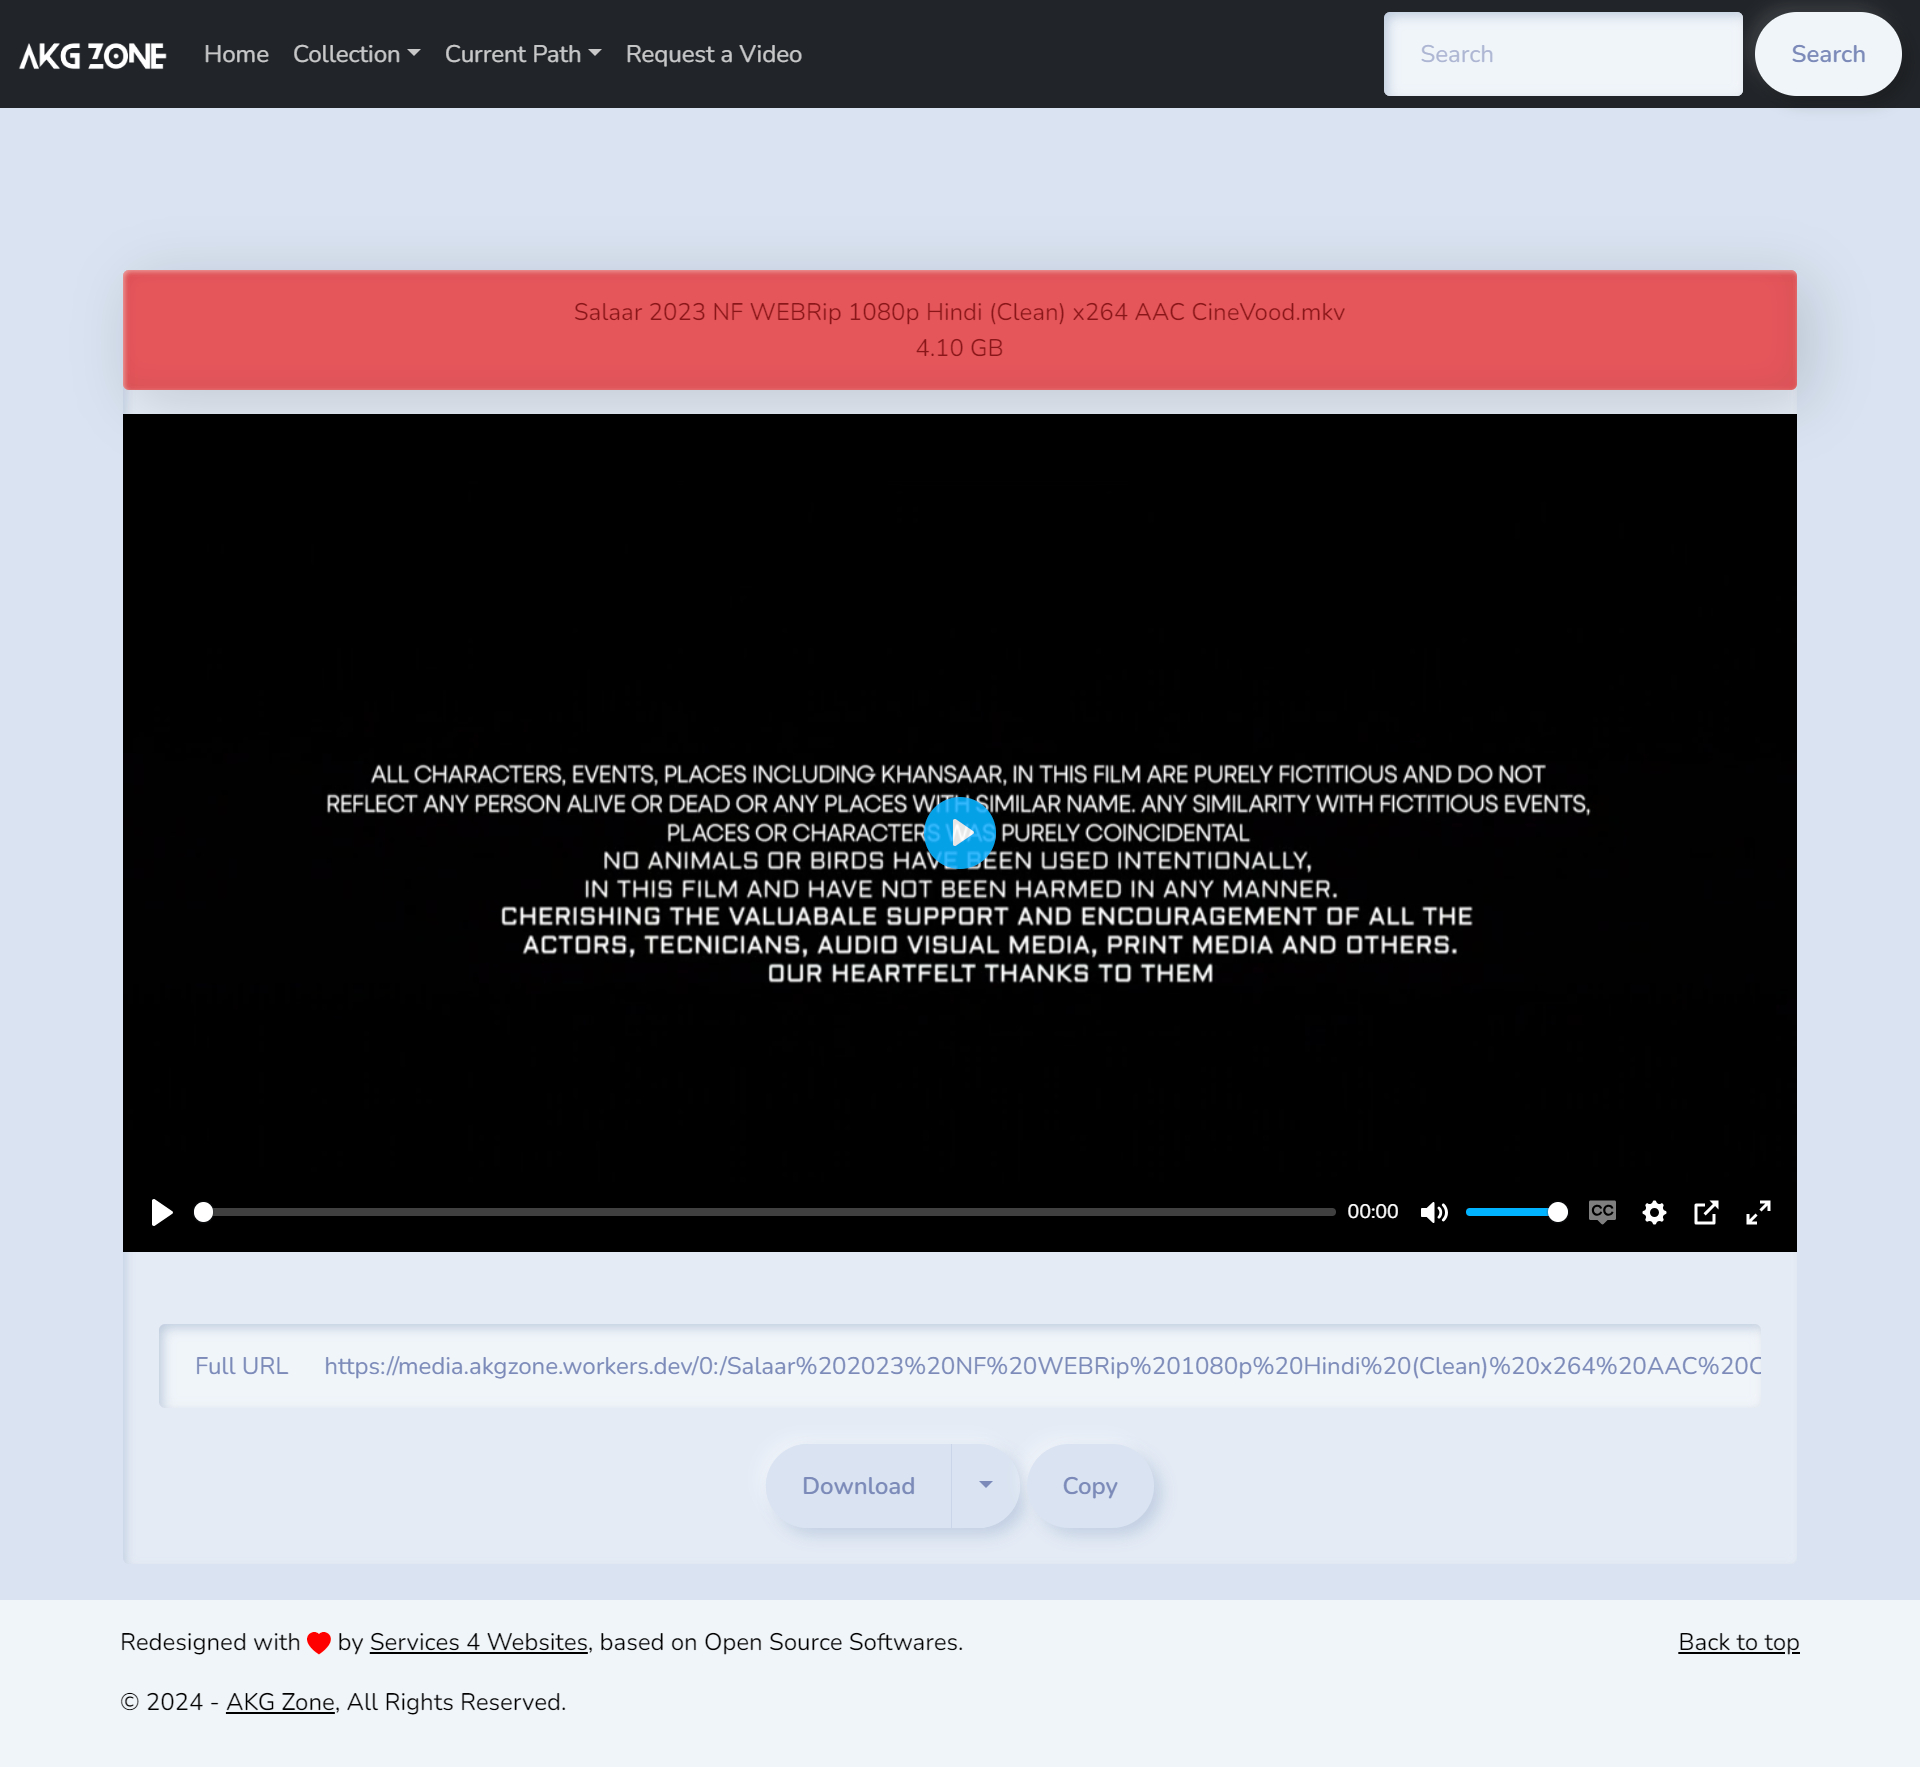 AKG ZONE Home Collection Current Path Request a Video Search Search
Salaar 2023 NF WEBRip 1080p Hindi (Clean) x264 AAC CineVood.mkv
4.10 GB
ALL CHARACTERS, EVENTS, PLACES INCLUDING KHANSAAR, IN THIS FILM ARE PURELY FICTITIOUS AND DO NOT
REFLECT ANY PERSON ALIVE OR DEAD OR ANY PLACES WITH SIMILAR NAME. ANY SIMILARITY WITH FICTITIOUS EVENTS,
PLACES OR CHARACTERS WAS PURELY COINCIDENTAL
NO ANIMALS OR BIRDS HAVE BEEN USED INTENTIONALLY,
IN THIS FILM AND HAVE NOT BEEN HARMED IN ANY MANNER.
CHERISHING THE VALUABALE SUPPORT AND ENCOURAGEMENT OF ALL THE
ACTORS, TECNICIANS, AUDIO VISUAL MEDIA, PRINT MEDIA AND OTHERS.
OUR HEARTFELT THANKS TO THEM
00:00 CC
Full URL https://media.akgzone.workers.dev/0:/Salaar%202023%20NF%20WEBRip%201080p%20Hindi%20(Clean)%20x264%20AAC%20C
Download Copy
Redesigned with ❤ by Services 4 Websites, based on Open Source Softwares. Back to top
© 2024 - AKG Zone, All Rights Reserved.